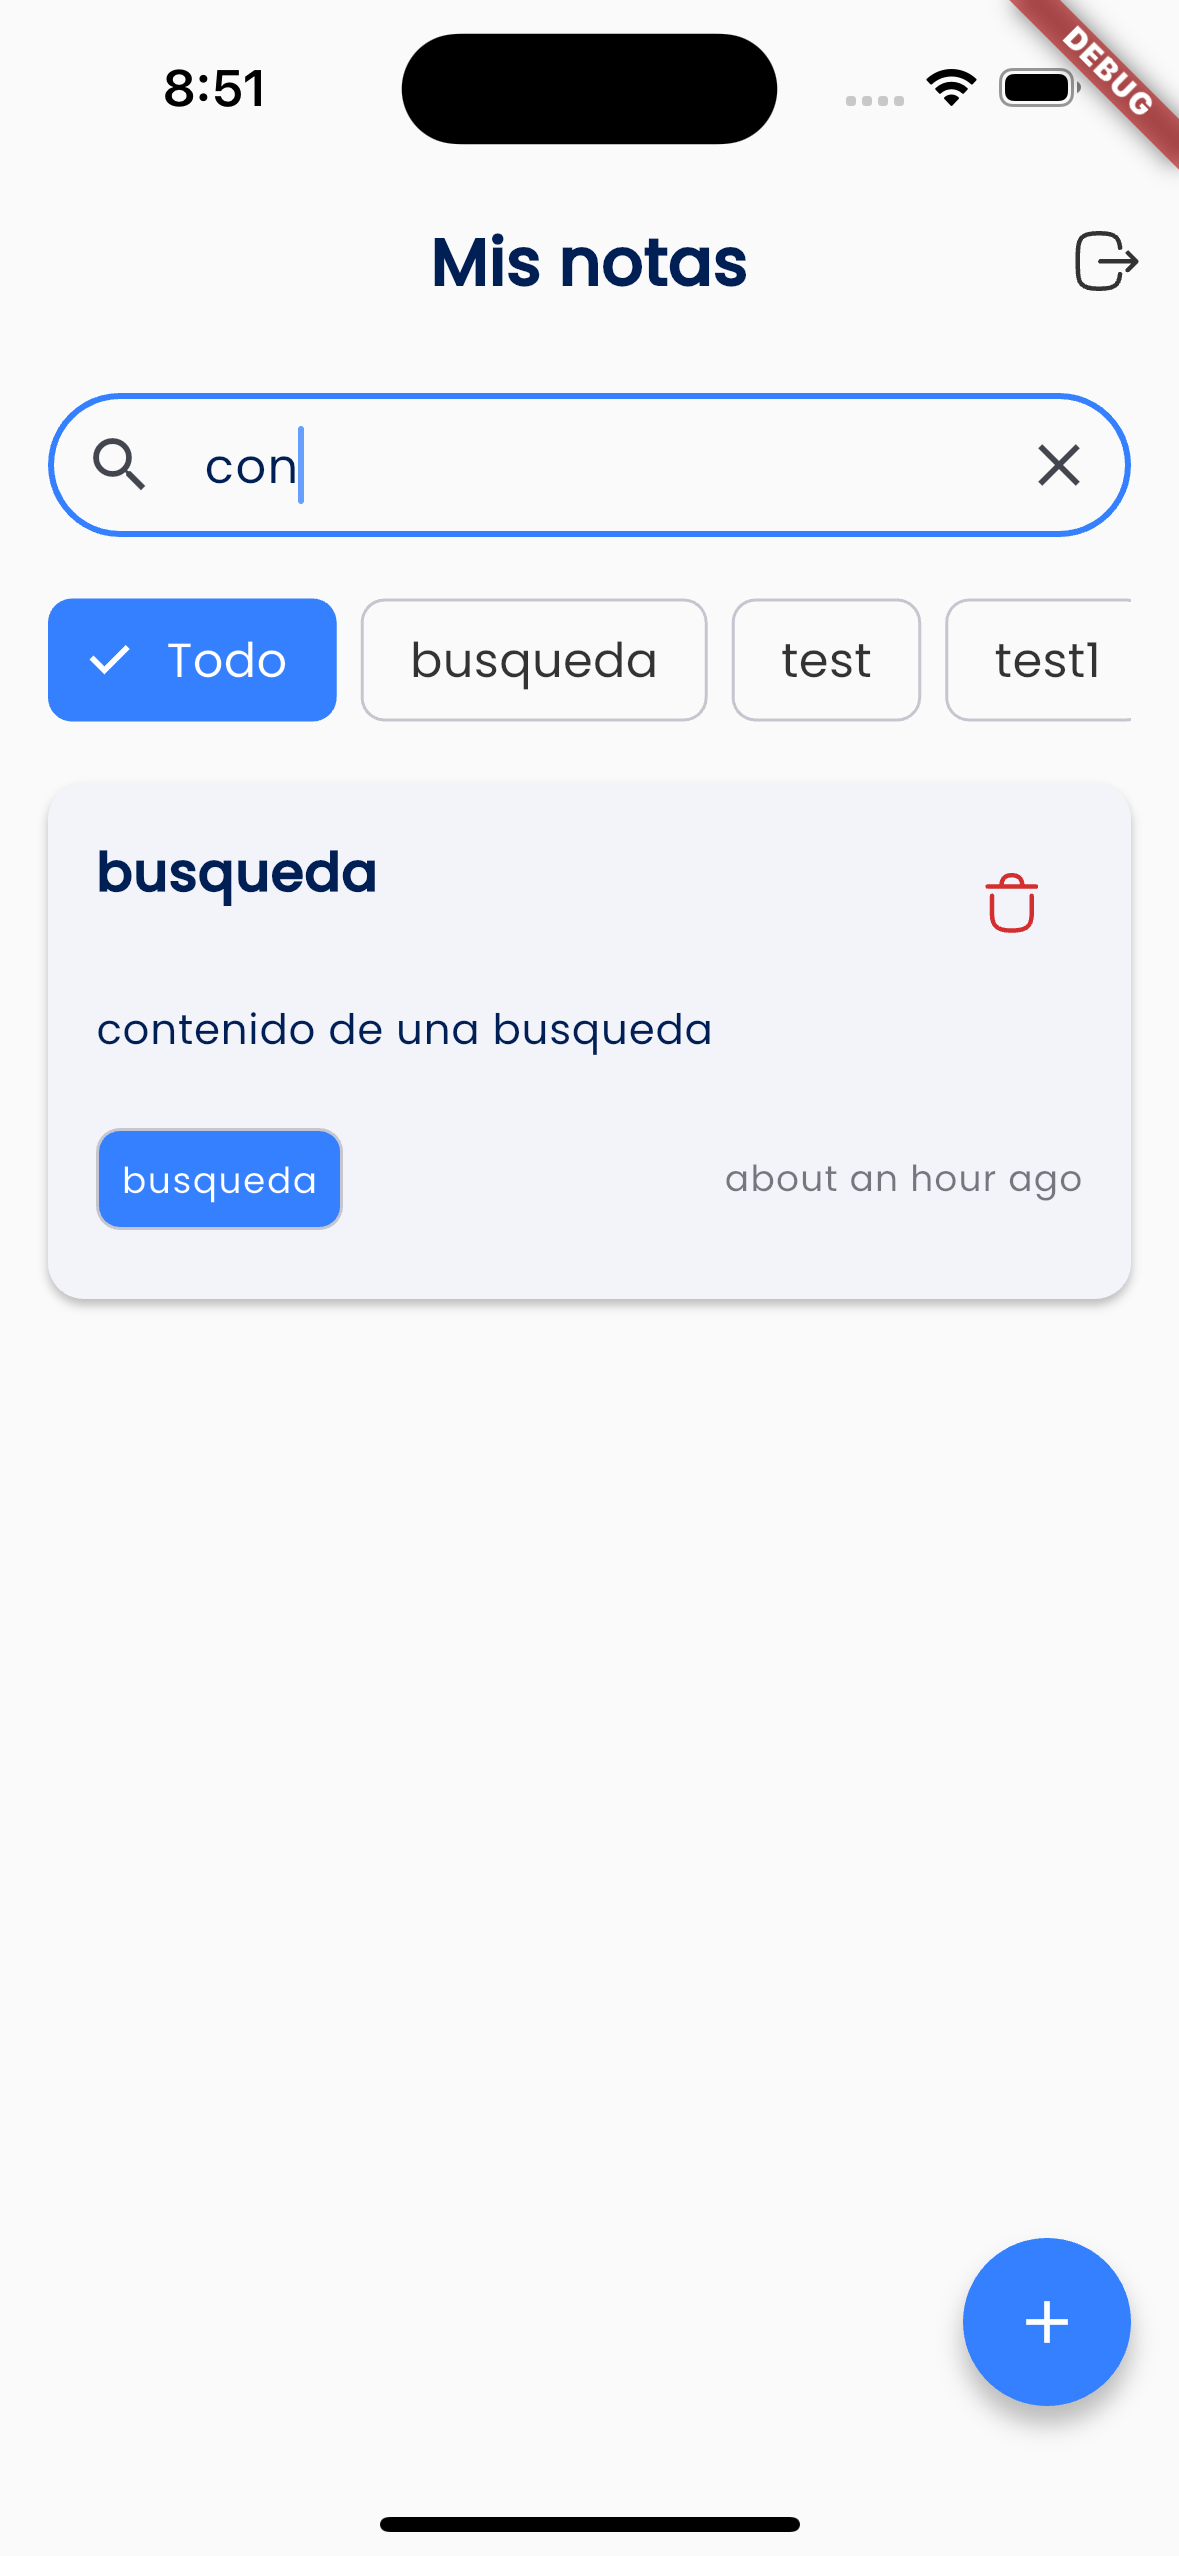 8:51
DEBUG
Mis notas
con
Todo busqueda test test1
busqueda
contenido de una busqueda
busqueda about an hour ago